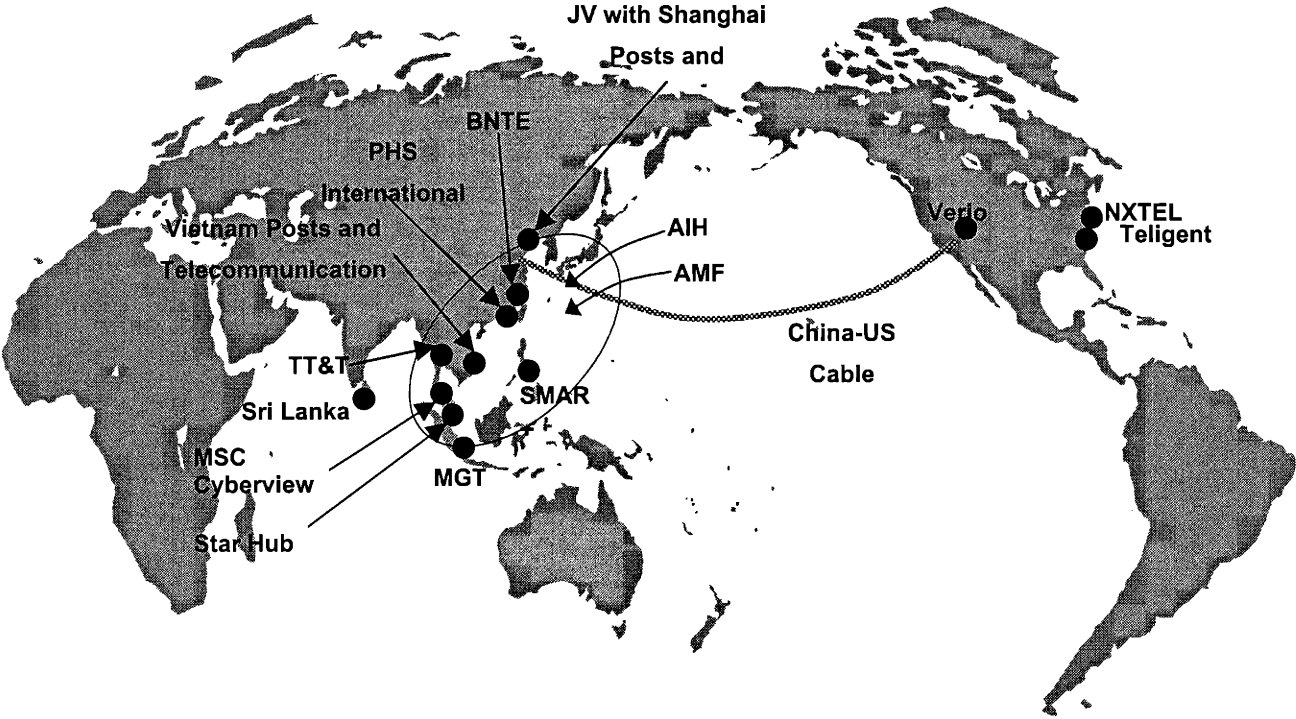 JV with Shanghai
Posts and
BNTE
PHS
International
Vietnam Posts and
Telecommunication
AIH
AMF
Verio
NXTEL
Teligent
China-US
Cable
TT&T
Sri Lanka
SMAR
MSC
Cyberview
MGT
Star Hub